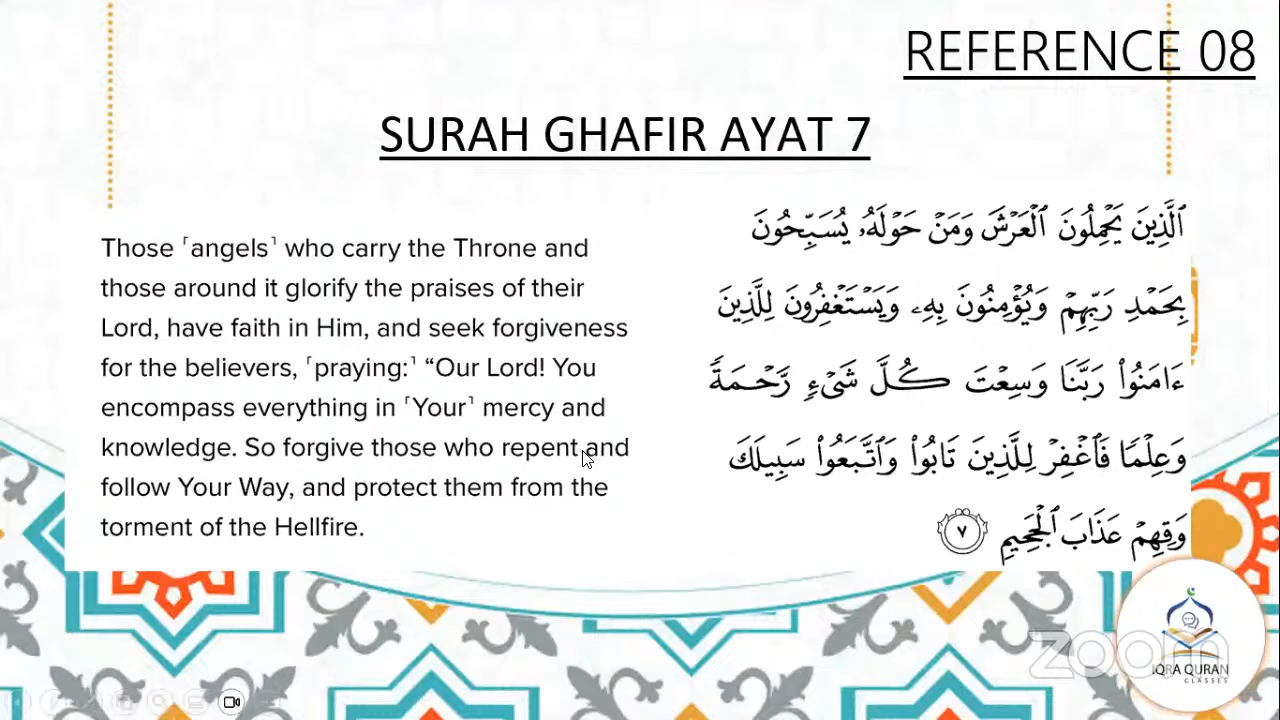 REFERENCE 08
SURAH GHAFIR AYAT 7
Those ⸢angels⸣ who carry the Throne and
those around it glorify the praises of their
Lord, have faith in Him, and seek forgiveness
for the believers, ⸢praying:⸣ “Our Lord! You
encompass everything in ⸢Your⸣ mercy and
knowledge. So forgive those who repent and
follow Your Way, and protect them from the
torment of the Hellfire.
ٱلَّذِينَ يَحۡمِلُونَ ٱلۡعَرۡشَ وَمَنۡ حَوۡلَهُۥ يُسَبِّحُونَ
بِحَمۡدِ رَبِّهِمۡ وَيُؤۡمِنُونَ بِهِۦ وَيَسۡتَغۡفِرُونَ لِلَّذِينَ
ءَامَنُواْ رَبَّنَا وَسِعۡتَ كُلَّ شَيۡءٖ رَّحۡمَةٗ
وَعِلۡمٗا فَٱغۡفِرۡ لِلَّذِينَ تَابُواْ وَٱتَّبَعُواْ سَبِيلَكَ
وَقِهِمۡ عَذَابَ ٱلۡجَحِيمِ ٧
zoom
IQRA QURAN
CLASSES